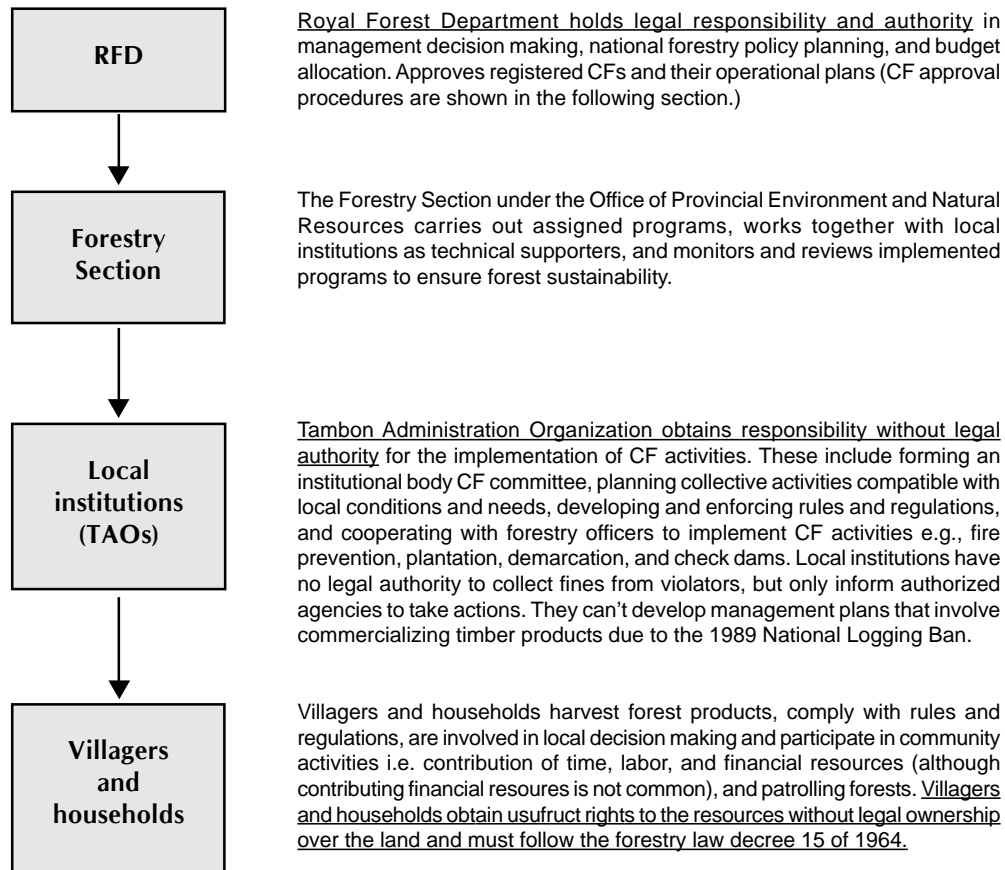 RFD
Royal Forest Department holds legal responsibility and authority in
management decision making, national forestry policy planning, and budget
allocation. Approves registered CFs and their operational plans (CF approval
procedures are shown in the following section.)
Forestry
Section
The Forestry Section under the Office of Provincial Environment and Natural
Resources carries out assigned programs, works together with local
institutions as technical supporters, and monitors and reviews implemented
programs to ensure forest sustainability.
Local
institutions
(TAOs)
Tambon Administration Organization obtains responsibility without legal
authority for the implementation of CF activities. These include forming an
institutional body CF committee, planning collective activities compatible with
local conditions and needs, developing and enforcing rules and regulations,
and cooperating with forestry officers to implement CF activities e.g., fire
prevention, plantation, demarcation, and check dams. Local institutions have
no legal authority to collect fines from violators, but only inform authorized
agencies to take actions. They can't develop management plans that involve
commercializing timber products due to the 1989 National Logging Ban.
Villagers
and
households
Villagers and households harvest forest products, comply with rules and
regulations, are involved in local decision making and participate in community
activities i.e. contribution of time, labor, and financial resources (although
contributing financial resoures is not common), and patrolling forests. Villagers
and households obtain usufruct rights to the resources without legal ownership
over the land and must follow the forestry law decree 15 of 1964.